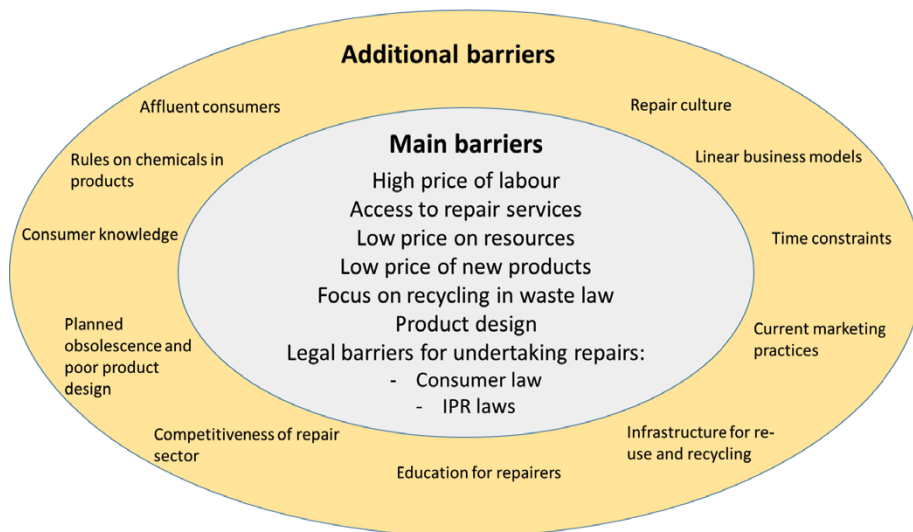 Additional barriers
Affluent consumers
Repair culture
Rules on chemicals in
products
Linear business models
Consumer knowledge
Time constraints
Planned
obsolescence and
poor product
design
Current marketing
practices
Competitiveness of repair
sector
Education for repairers
Infrastructure for re-
use and recycling
Main barriers
High price of labour
Access to repair services
Low price on resources
Low price of new products
Focus on recycling in waste law
Product design
Legal barriers for undertaking repairs:
- Consumer law
- IPR laws